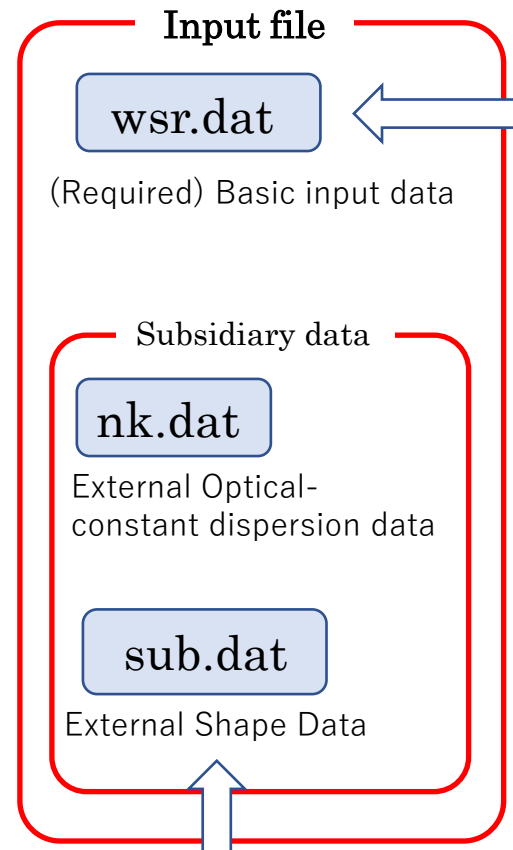 Input file
wsr.dat
(Required) Basic input data
Subsidiary data
nk.dat
External Optical-
constant dispersion data
sub.dat
External Shape Data